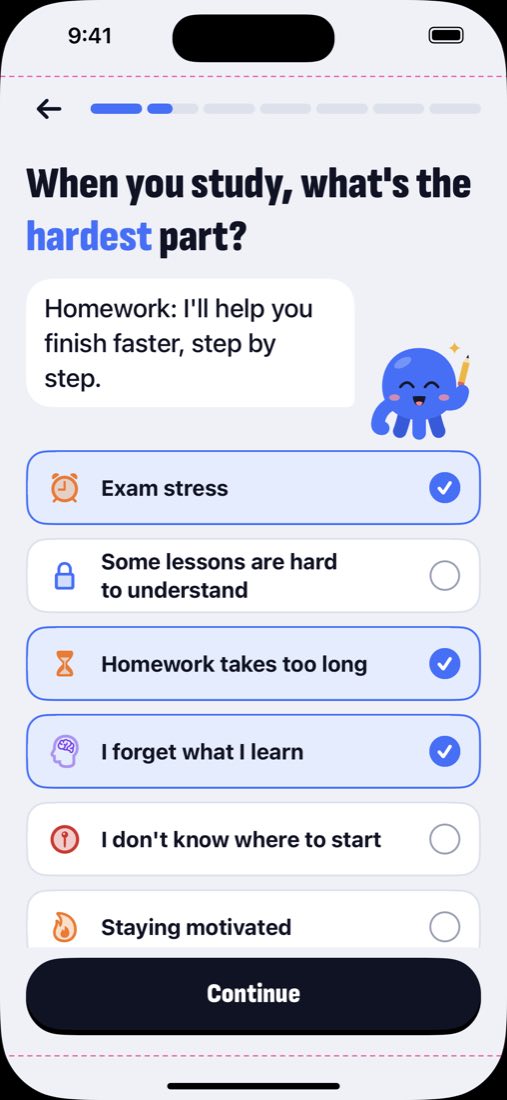 9:41
When you study, what's the
hardest part?
Homework: I'll help you
finish faster, step by
step.
Exam stress
Some lessons are hard
to understand
Homework takes too long
I forget what I learn
I don't know where to start
Staying motivated
Continue